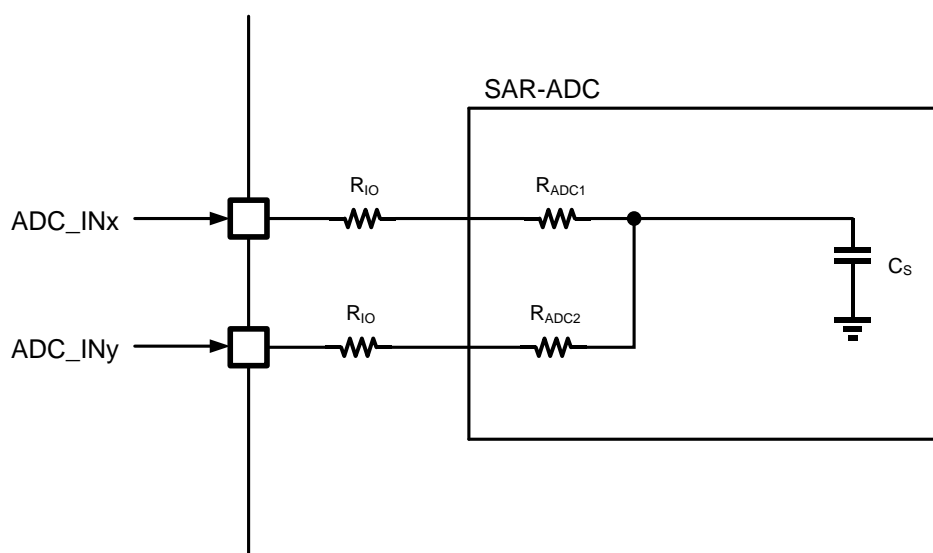 SAR-ADC
R_IO
R_ADC1
ADC_INx
C_S
R_IO
R_ADC2
ADC_INy